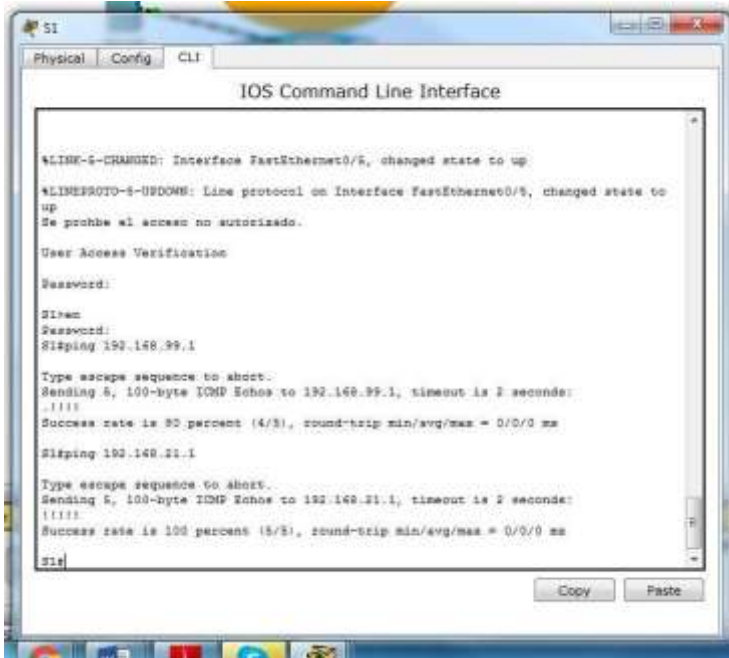 S1
Physical Config CLI
IOS Command Line Interface
%LINK-5-CHANGED: Interface FastEthernet0/5, changed state to up
%LINEPROTO-5-UPDOWN: Line protocol on Interface FastEthernet0/5, changed state to
up
Se prohbe el acceso no autorizado.
User Access Verification
Password:
S1>en
Password:
S1#ping 192.168.99.1
Type escape sequence to abort.
Sending 5, 100-byte ICMP Echos to 192.168.99.1, timeout is 2 seconds:
.!!!!
Success rate is 80 percent (4/5), round-trip min/avg/max = 0/0/0 ms
S1#ping 192.168.21.1
Type escape sequence to abort.
Sending 5, 100-byte ICMP Echos to 192.168.21.1, timeout is 2 seconds:
!!!!!
Success rate is 100 percent (5/5), round-trip min/avg/max = 0/0/0 ms
S1#
Copy Paste